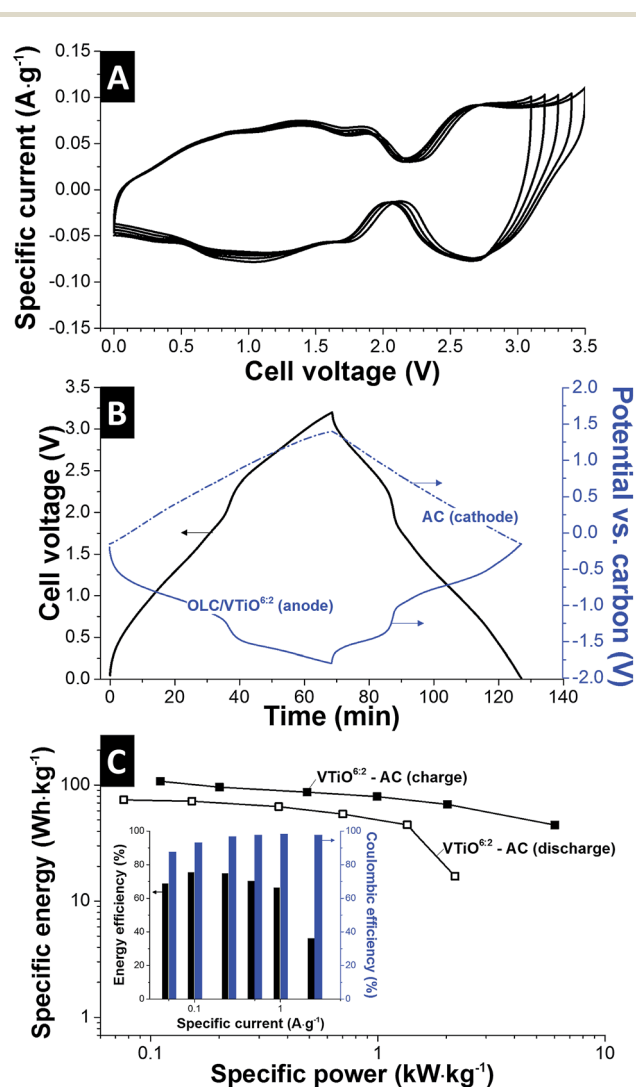 A
Specific current (A·g⁻¹)
0.15
0.10
0.05
0.00
-0.05
-0.10
-0.15
0.0 0.5 1.0 1.5 2.0 2.5 3.0 3.5
Cell voltage (V)
B
Cell voltage (V)
3.5
3.0
2.5
2.0
1.5
1.0
0.5
0.0
2.0
1.5
1.0
0.5
0.0
-0.5
-1.0
-1.5
-2.0
Potential vs. carbon (V)
AC (cathode)
OLC/VTiO⁶:² (anode)
0 20 40 60 80 100 120 140
Time (min)
C
Specific energy (Wh·kg⁻¹)
100
10
1
VTiO⁶:² - AC (charge)
VTiO⁶:² - AC (discharge)
Energy efficiency (%)
100
80
60
40
20
0
100
80
60
40
20
0
Coulombic efficiency (%)
0.1 1
Specific current (A·g⁻¹)
0.1 1 10
Specific power (kW·kg⁻¹)